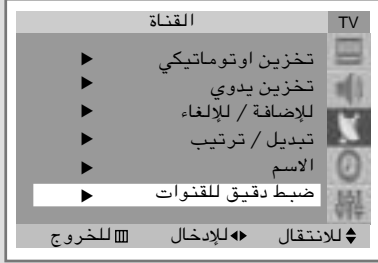 TV القناة
تخزين اوتوماتيكي
تخزين يدوي
للإضافة / للإلغاء
تبديل / ترتيب
الاسم
ضبط دقيق للقنوات
للانتقال للإدخال للخروج